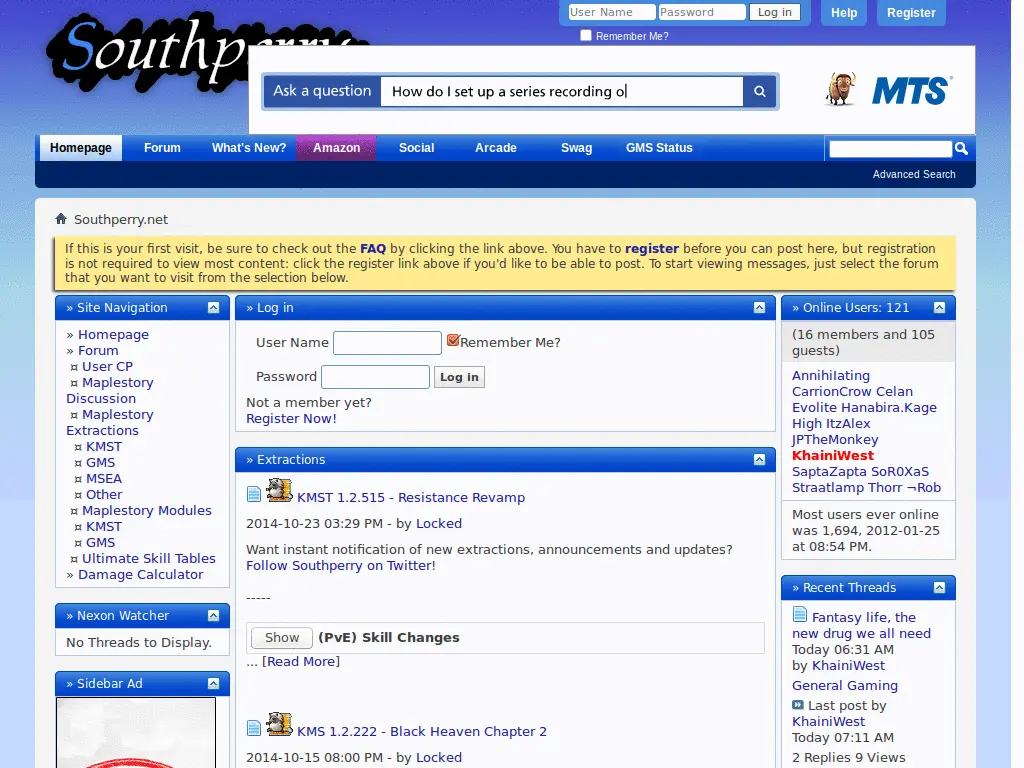 User Name
Password
Log in
Help
Register
Remember Me?
Southperry
Ask a question
How do I set up a series recording o
MTS
Homepage
Forum
What's New?
Amazon
Social
Arcade
Swag
GMS Status
Advanced Search
Southperry.net
If this is your first visit, be sure to check out the FAQ by clicking the link above. You have to register before you can post here, but registration
is not required to view most content: click the register link above if you'd like to be able to post. To start viewing messages, just select the forum
that you want to visit from the selection below.
» Site Navigation
» Homepage
» Forum
¤ User CP
¤ Maplestory
Discussion
¤ Maplestory
Extractions
¤ KMST
¤ GMS
¤ MSEA
¤ Other
¤ Maplestory Modules
¤ KMST
¤ GMS
¤ Ultimate Skill Tables
» Damage Calculator
» Nexon Watcher
No Threads to Display.
» Sidebar Ad
» Log in
User Name
Remember Me?
Password
Log in
Not a member yet?
Register Now!
» Extractions
KMST 1.2.515 - Resistance Revamp
2014-10-23 03:29 PM - by Locked
Want instant notification of new extractions, announcements and updates?
Follow Southperry on Twitter!
-----
Show (PvE) Skill Changes
... [Read More]
KMS 1.2.222 - Black Heaven Chapter 2
2014-10-15 08:00 PM - by Locked
» Online Users: 121
(16 members and 105
guests)
Annihilating
CarrionCrow Celan
Evolite Hanabira.Kage
High ItzAlex
JPTheMonkey
KhainiWest
SaptaZapta SoR0XaS
Straatlamp Thorr ¬Rob
Most users ever online
was 1,694, 2012-01-25
at 08:54 PM.
» Recent Threads
Fantasy life, the
new drug we all need
Today 06:31 AM
by KhainiWest
General Gaming
Last post by
KhainiWest
Today 07:11 AM
2 Replies 9 Views